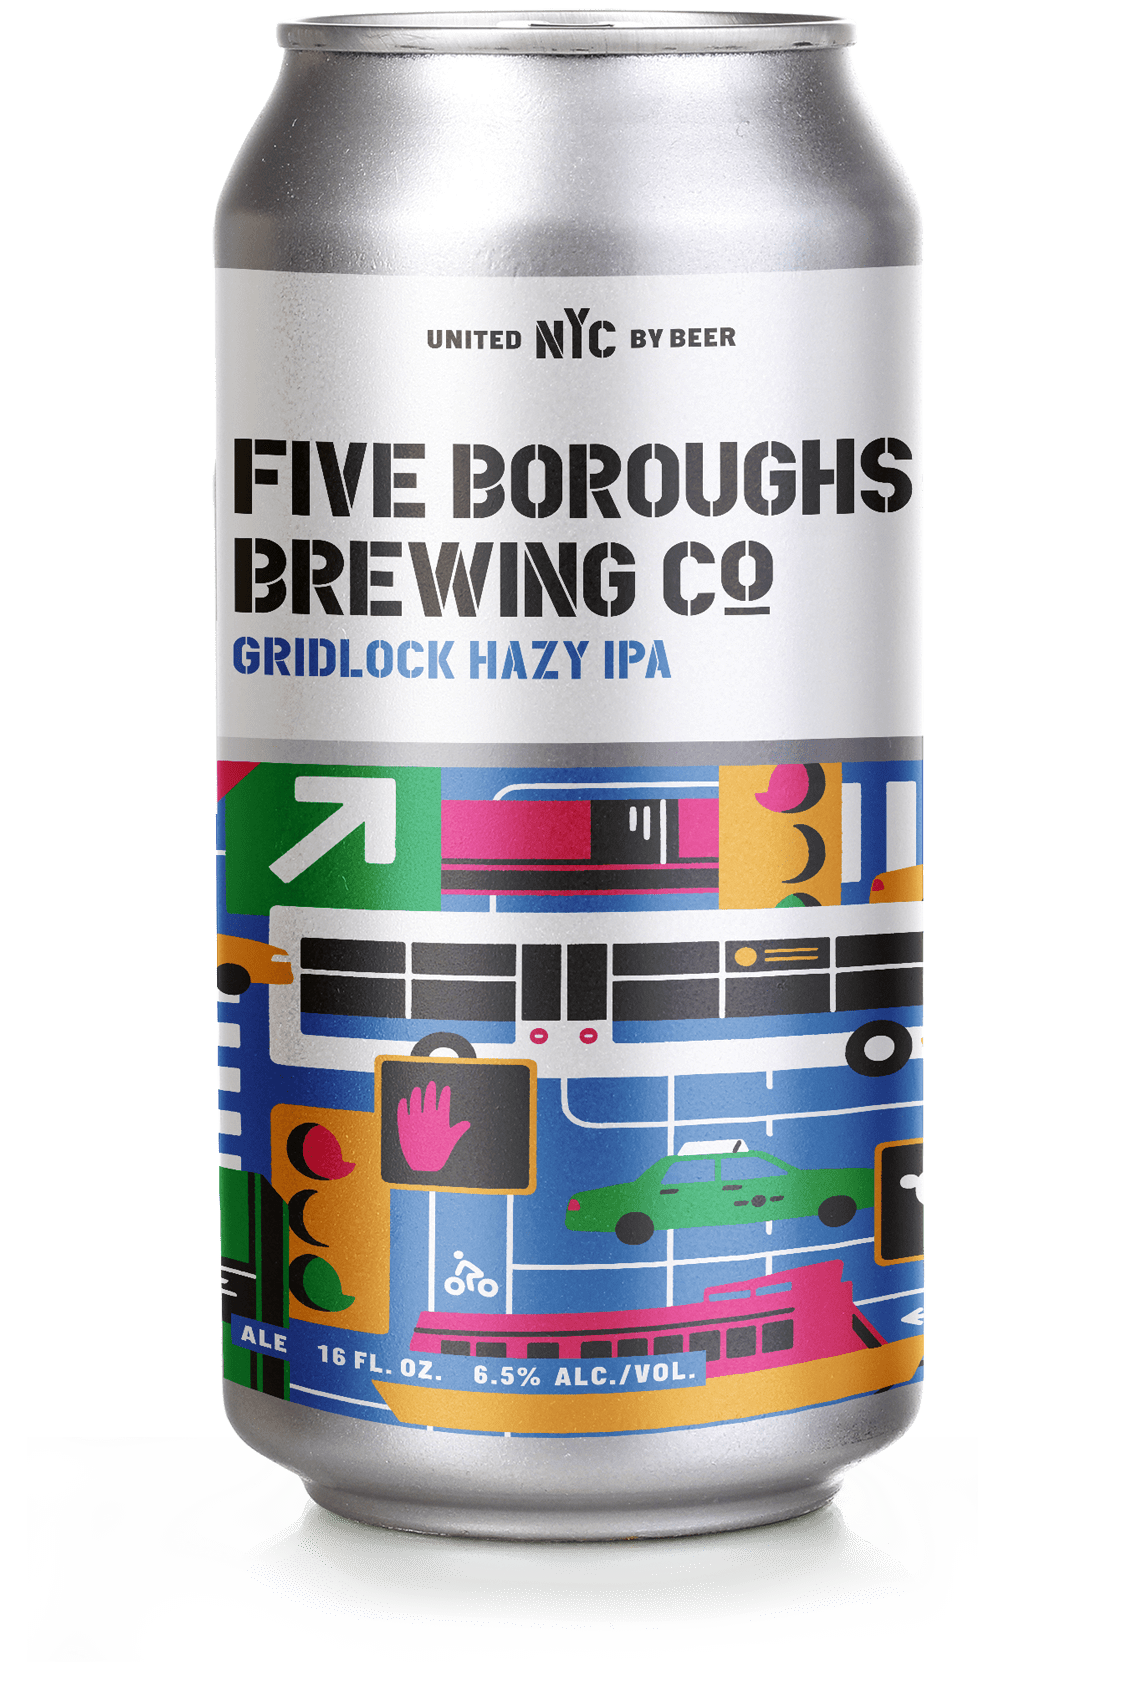 UNITED NYC BY BEER
FIVE BOROUGHS
BREWING CO
GRIDLOCK HAZY IPA
ALE 16 FL. OZ. 6.5% ALC./VOL.